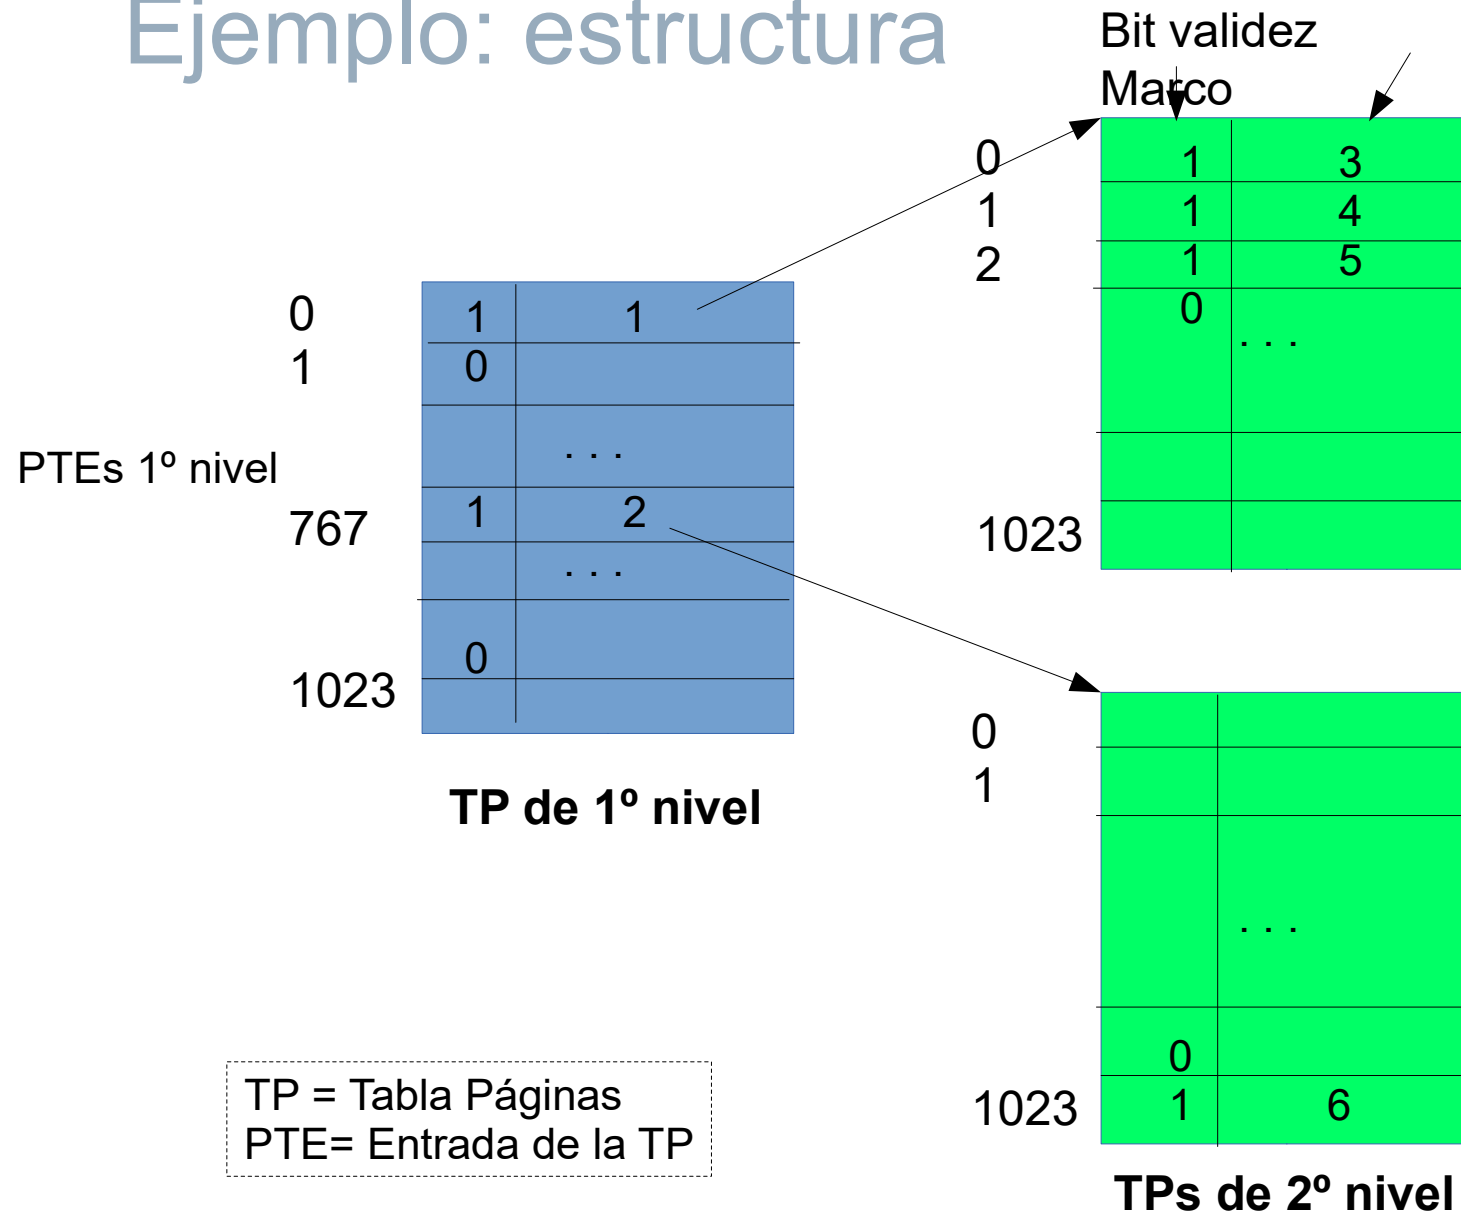 Ejemplo: estructura
Bit validez
Marco
0 1 3
1 1 4
2 1 5
0
. . .
1023
0 1 1
1 0
. . .
PTEs 1º nivel
767 1 2
. . .
0
1023
TP de 1º nivel
0
1
. . .
0
1023 1 6
TPs de 2º nivel
TP = Tabla Páginas
PTE= Entrada de la TP